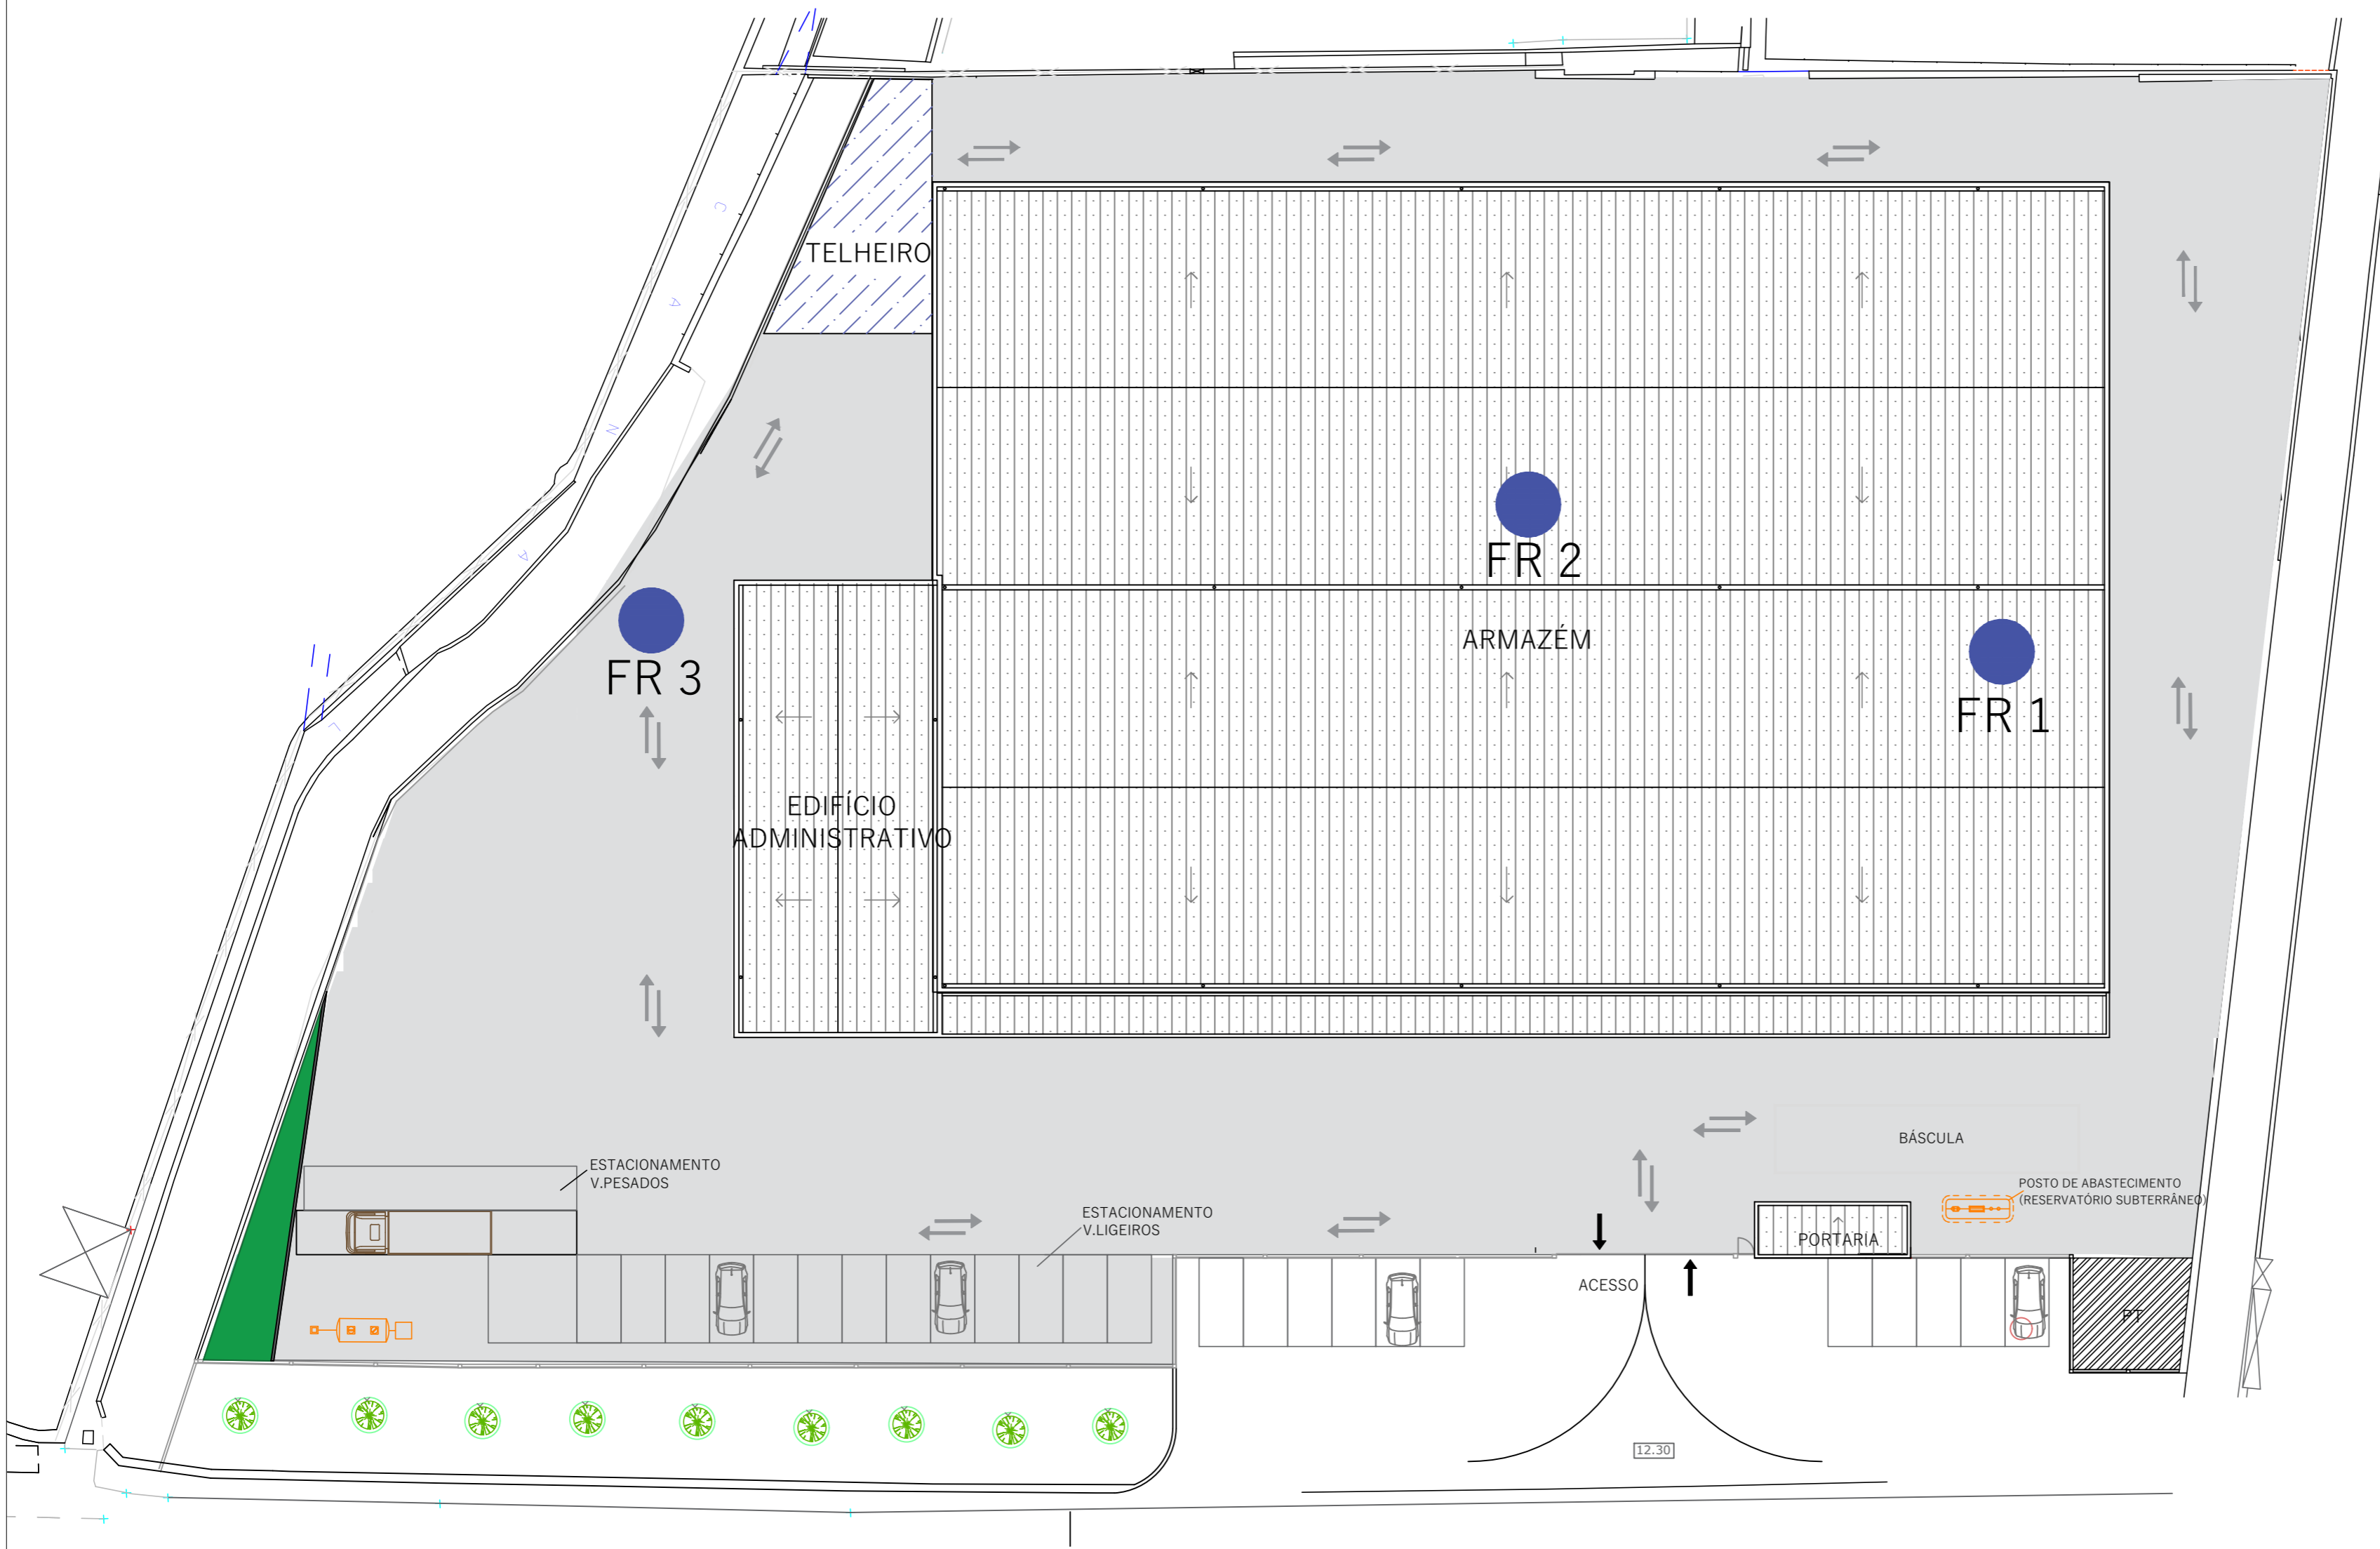 C
A
N
A
L
TELHEIRO
FR 2
ARMAZÉM
FR 3
FR 1
EDIFÍCIO
ADMINISTRATIVO
BÁSCULA
ESTACIONAMENTO
V.PESADOS
POSTO DE ABASTECIMENTO
(RESERVATÓRIO SUBTERRÂNEO)
ESTACIONAMENTO
V.LIGEIROS
PORTARIA
ACESSO
PT
12.30